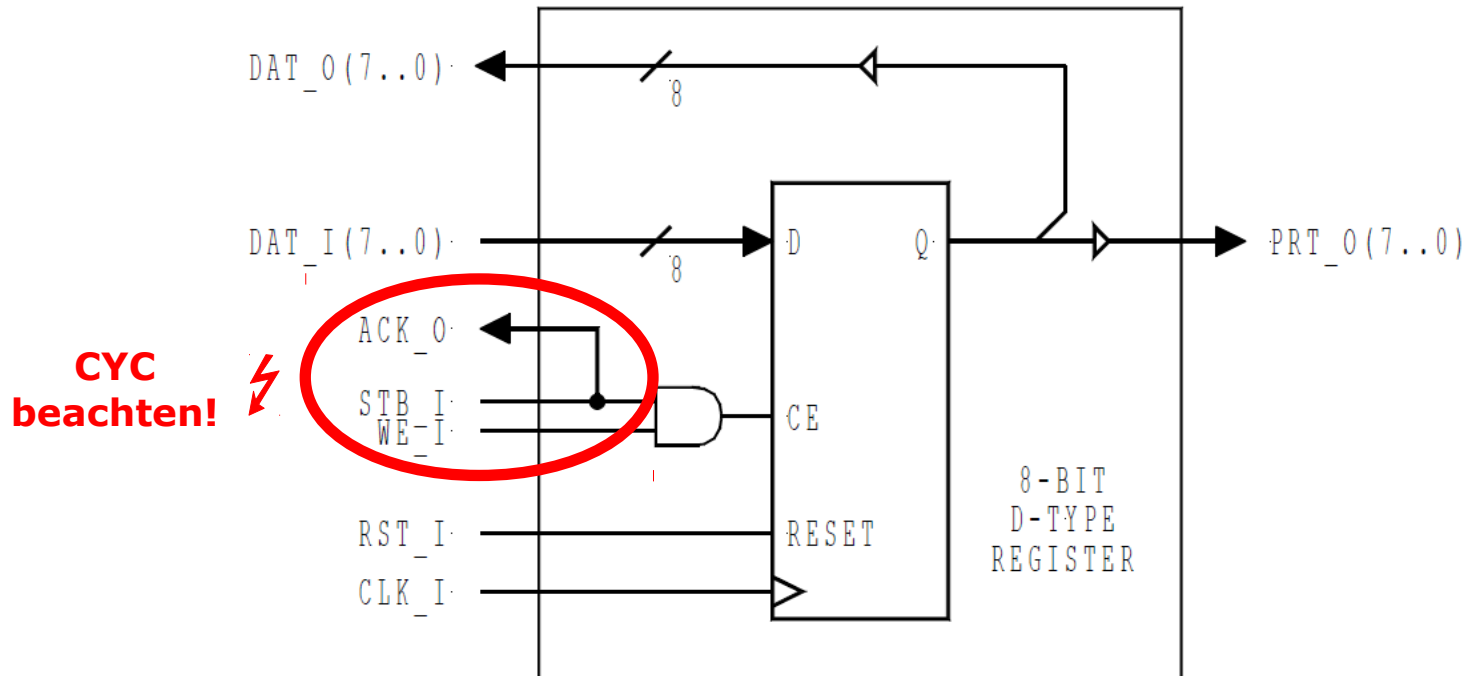 DAT_O(7..0)
8
DAT_I(7..0)
8
D
Q
PRT_O(7..0)
ACK_O
CYC
beachten!
STB_I
WE_I
CE
8-BIT
D-TYPE
REGISTER
RST_I
RESET
CLK_I